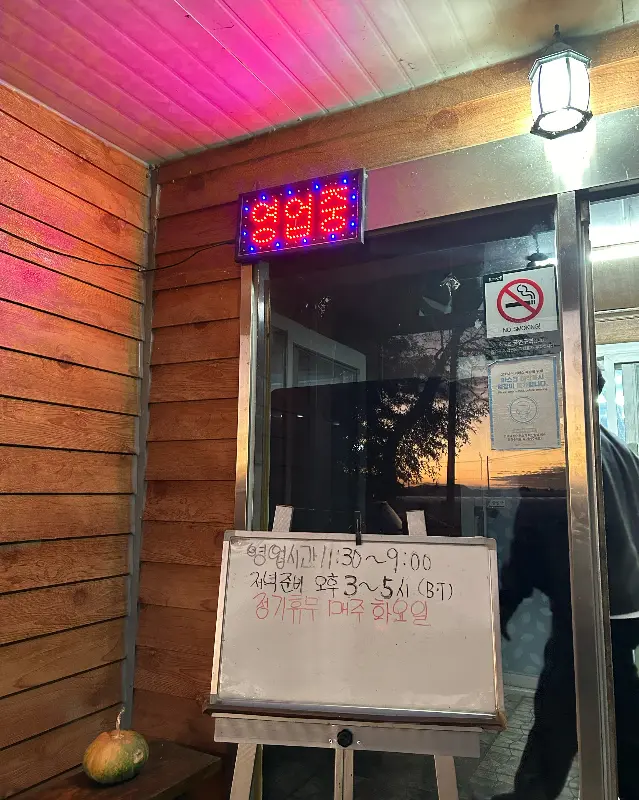 영업중
NO SMOKING!
영업시간 11:30~9:00
저녁준비 오후 3~5시 (B·T)
정기휴무 매주 화요일